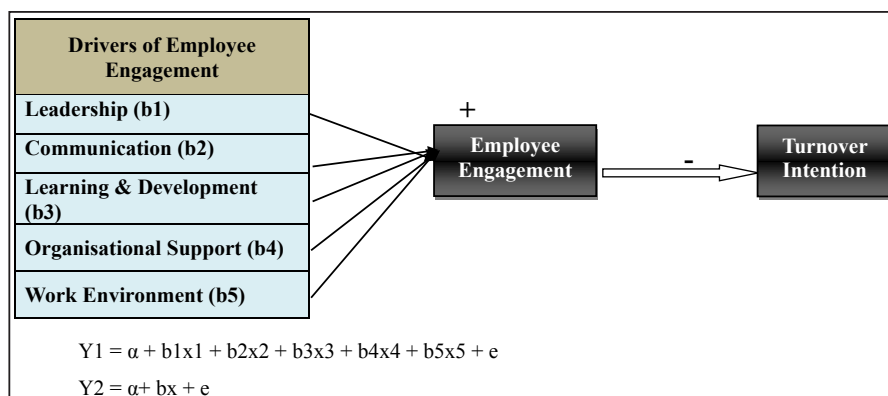 Drivers of Employee
Engagement
Leadership (b1)
Communication (b2)
Learning & Development
(b3)
Organisational Support (b4)
Work Environment (b5)
+
Employee
Engagement
-
Turnover
Intention
Y1 = α + b1x1 + b2x2 + b3x3 + b4x4 + b5x5 + e
Y2 = α+ bx + e